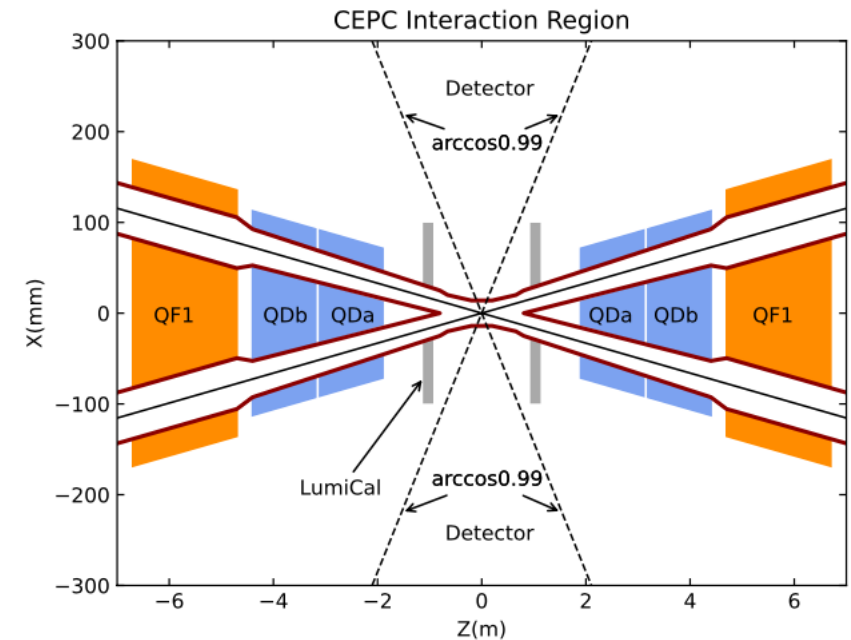 CEPC Interaction Region
300
200
100
0
−100
−200
−300
X(mm)
Detector
arccos0.99
QF1
QDb
QDa
QDa
QDb
QF1
arccos0.99
LumiCal
Detector
−6
−4
−2
0
2
4
6
Z(m)